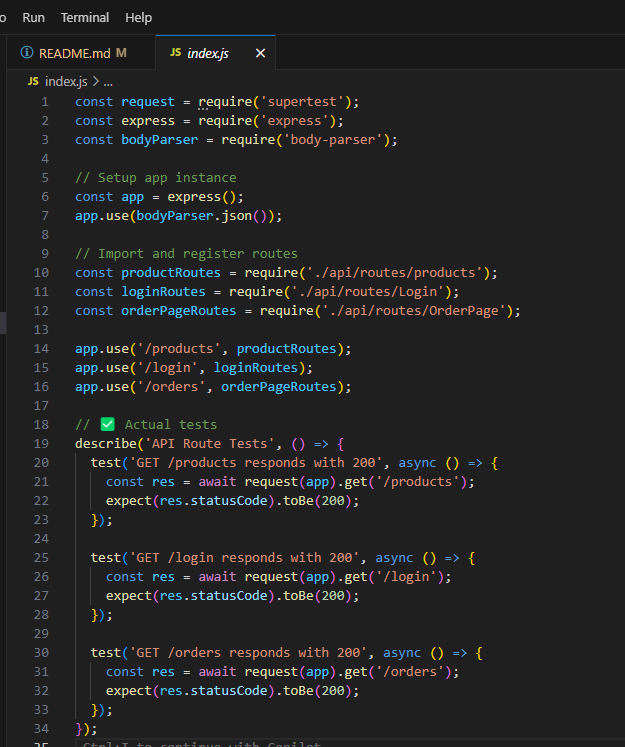 o Run Terminal Help
README.md M JS index.js ×
JS index.js > ...
1 const request = require('supertest');
2 const express = require('express');
3 const bodyParser = require('body-parser');
4
5 // Setup app instance
6 const app = express();
7 app.use(bodyParser.json());
8
9 // Import and register routes
10 const productRoutes = require('./api/routes/products');
11 const loginRoutes = require('./api/routes/Login');
12 const orderPageRoutes = require('./api/routes/OrderPage');
13
14 app.use('/products', productRoutes);
15 app.use('/login', loginRoutes);
16 app.use('/orders', orderPageRoutes);
17
18 // ✅ Actual tests
19 describe('API Route Tests', () => {
20 test('GET /products responds with 200', async () => {
21 const res = await request(app).get('/products');
22 expect(res.statusCode).toBe(200);
23 });
24
25 test('GET /login responds with 200', async () => {
26 const res = await request(app).get('/login');
27 expect(res.statusCode).toBe(200);
28 });
29
30 test('GET /orders responds with 200', async () => {
31 const res = await request(app).get('/orders');
32 expect(res.statusCode).toBe(200);
33 });
34 });
35 Ctrl+I to continue with Copilot